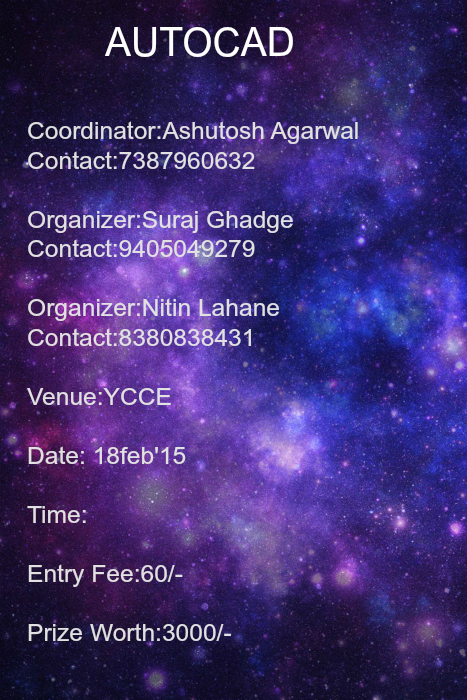 AUTOCAD
Coordinator:Ashutosh Agarwal
Contact:7387960632
Organizer:Suraj Ghadge
Contact:9405049279
Organizer:Nitin Lahane
Contact:8380838431
Venue:YCCE
Date: 18feb'15
Time:
Entry Fee:60/-
Prize Worth:3000/-